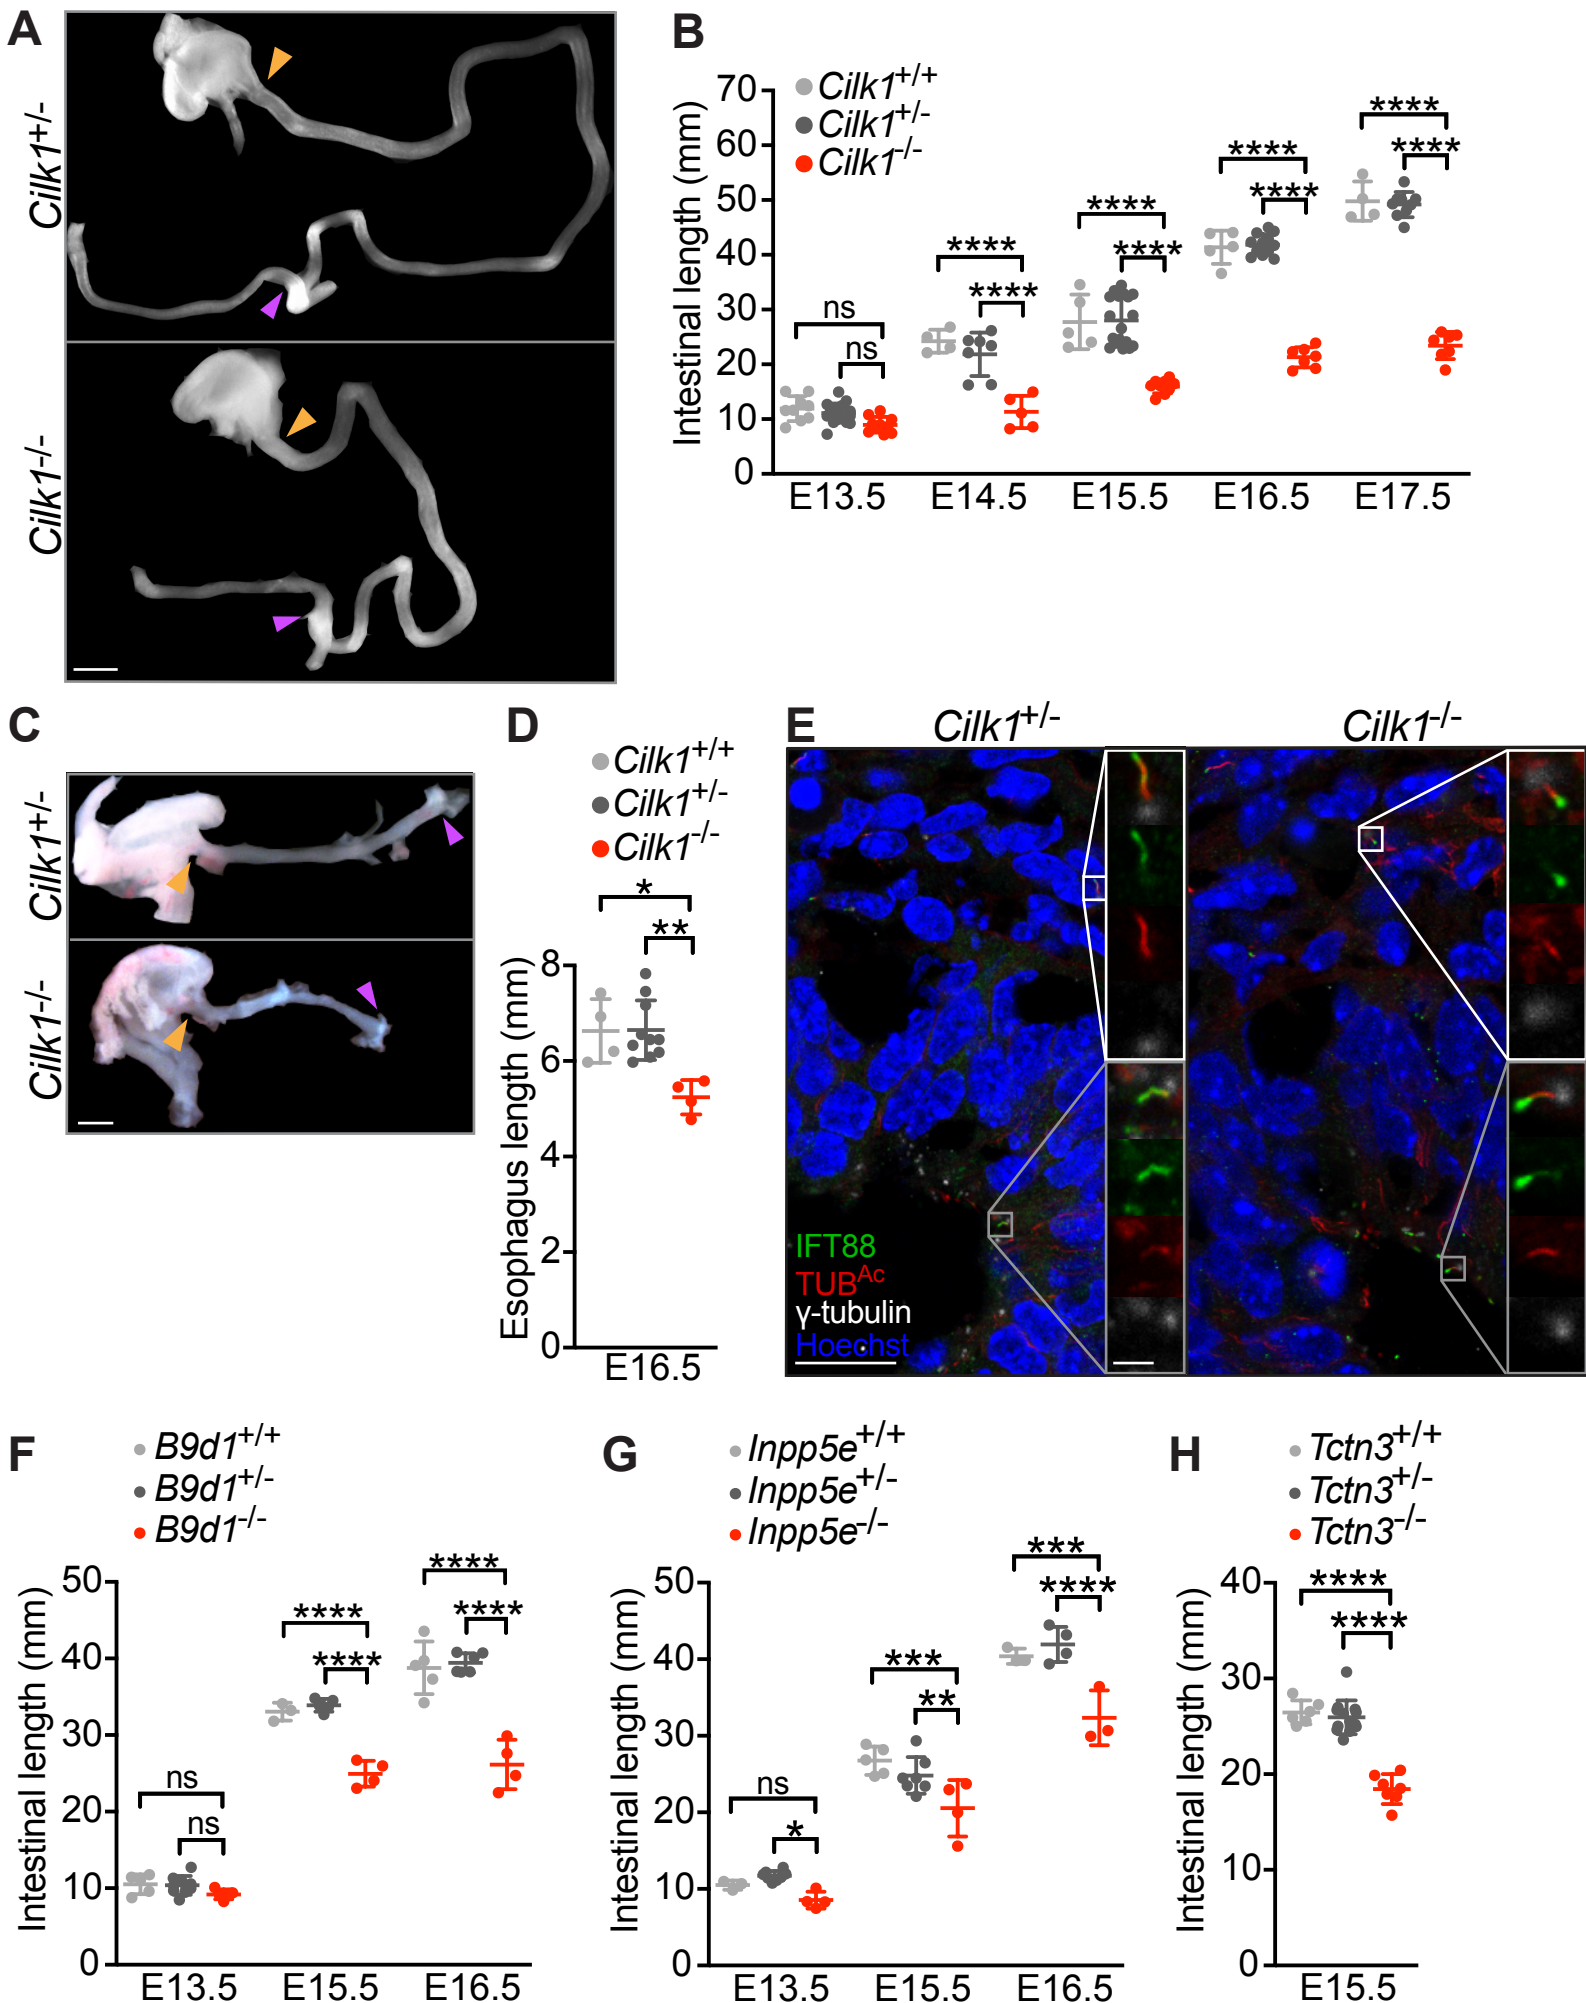 A
Cilk1+/-
Cilk1-/-
B
Cilk1+/+
Cilk1+/-
Cilk1-/-
Intestinal length (mm)
70
60
50
40
30
20
10
0
ns
ns
****
****
****
****
****
****
****
****
E13.5 E14.5 E15.5 E16.5 E17.5
C
Cilk1+/-
Cilk1-/-
D
Cilk1+/+
Cilk1+/-
Cilk1-/-
*
**
Esophagus length (mm)
8
6
4
2
0
E16.5
E
Cilk1+/- Cilk1-/-
IFT88
TUBAc
γ-tubulin
Hoechst
F
B9d1+/+
B9d1+/-
B9d1-/-
Intestinal length (mm)
50
40
30
20
10
0
ns
ns
****
****
****
****
E13.5 E15.5 E16.5
G
Inpp5e+/+
Inpp5e+/-
Inpp5e-/-
Intestinal length (mm)
50
40
30
20
10
0
ns
*
***
**
***
****
E13.5 E15.5 E16.5
H
Tctn3+/+
Tctn3+/-
Tctn3-/-
Intestinal length (mm)
40
30
20
10
0
****
****
E15.5